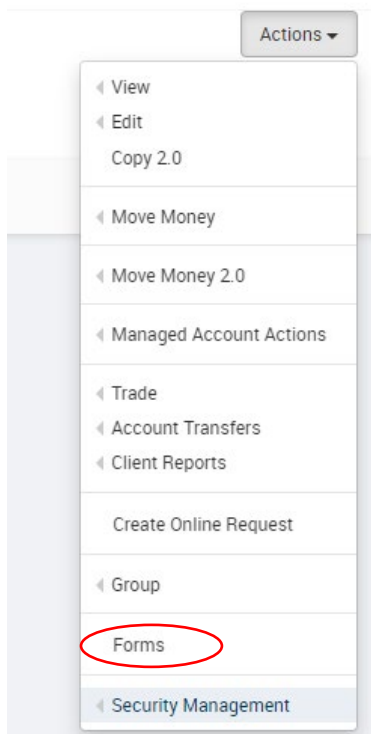 Actions
View
Edit
Copy 2.0
Move Money
Move Money 2.0
Managed Account Actions
Trade
Account Transfers
Client Reports
Create Online Request
Group
Forms
Security Management